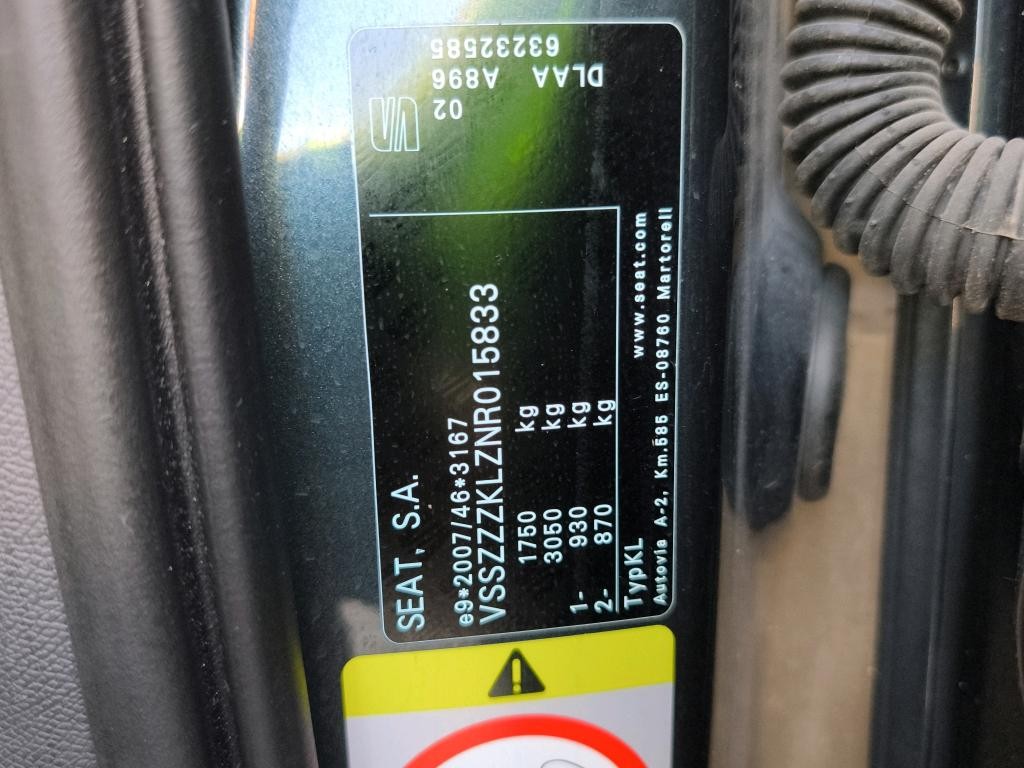 SEAT, S.A.
e9*2007/46*3167
VSSZZZKLZNR015833
1750 kg
3050 kg
1- 930 kg
2- 870 kg
TypKL
www.seat.com
Autovia A-2, Km.585 ES-08760 Martorell
02
DLAA A896
63232585